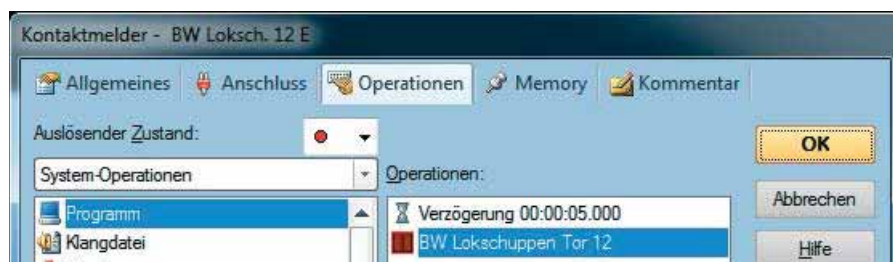 Kontaktmelder - BW Loksch. 12 E
Allgemeines Anschluss Operationen Memory Kommentar
Auslösender Zustand:
OK
System-Operationen
Operationen:
Abbrechen
Programm
Verzögerung 00:00:05.000
Klangdatei
BW Lokschuppen Tor 12
Hilfe